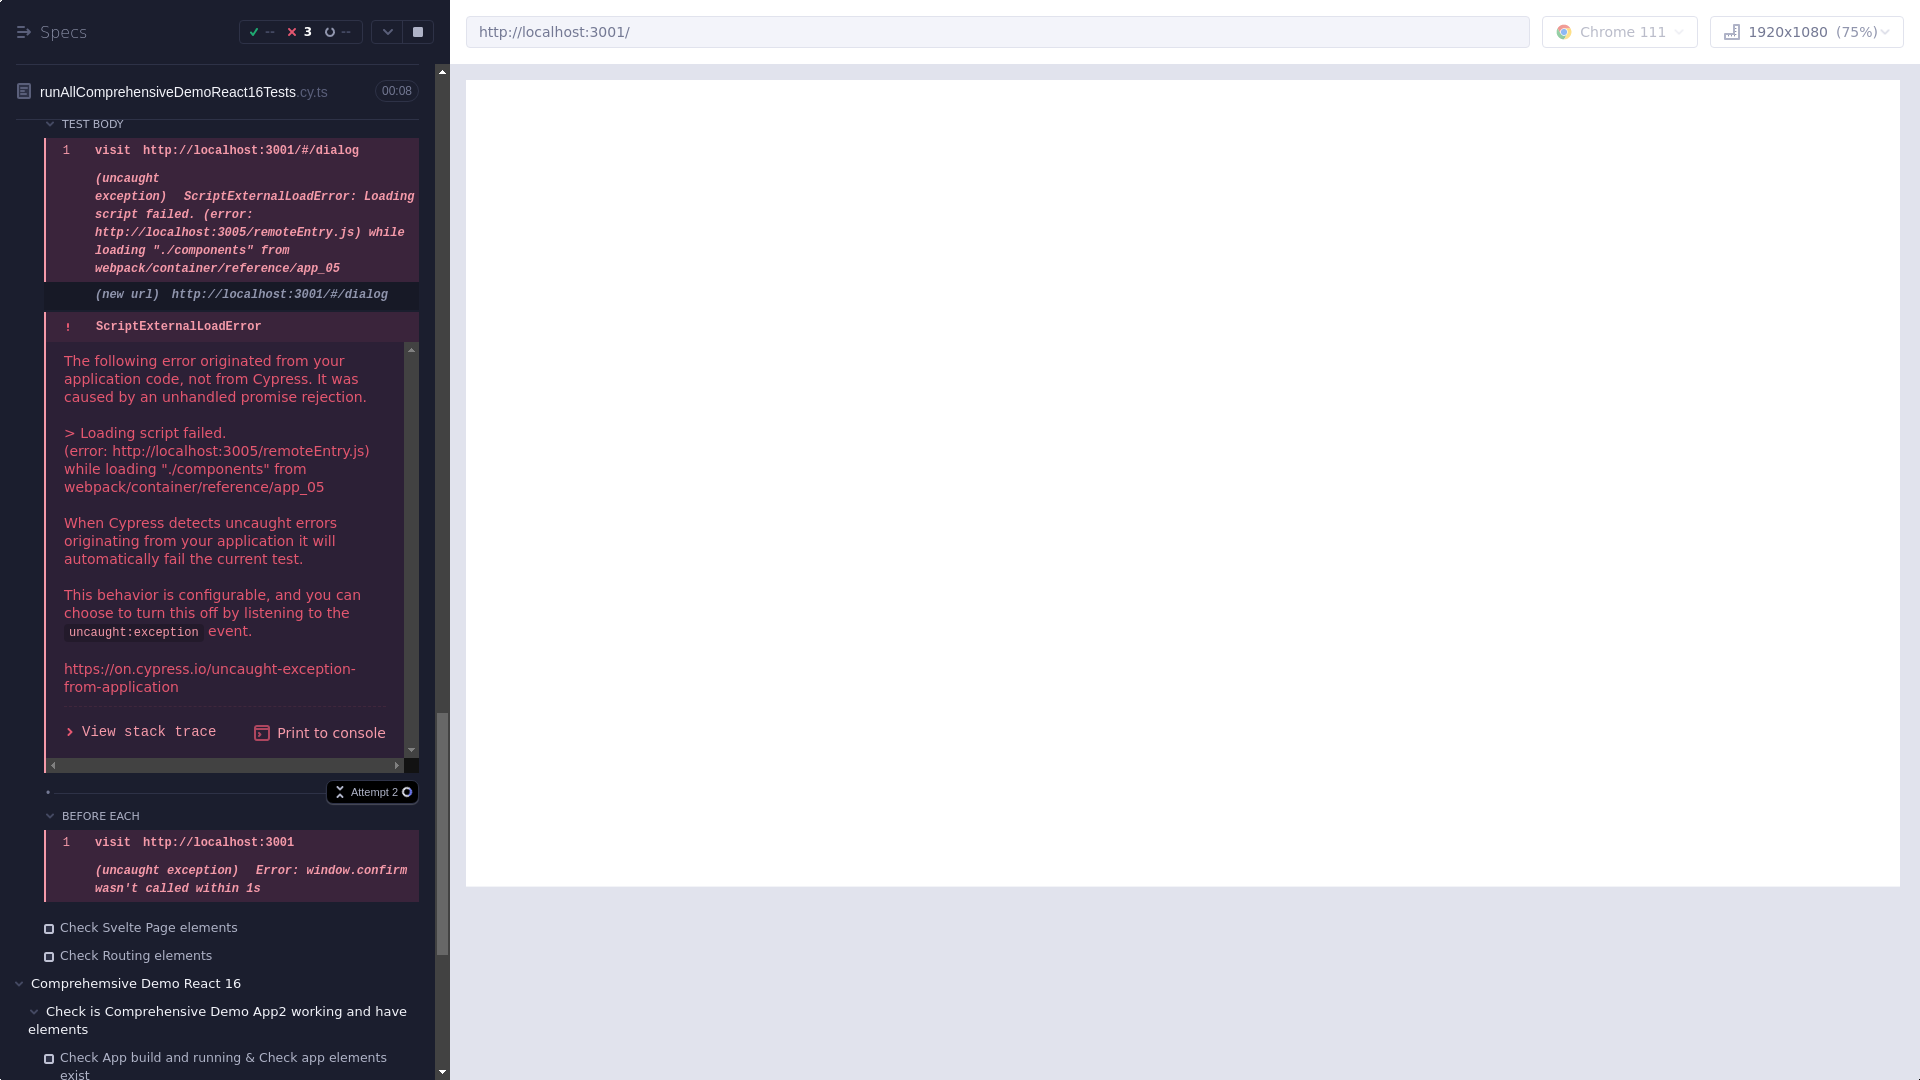 Specs
-- 3 --
http://localhost:3001/
Chrome 111
1920x1080 (75%)
runAllComprehensiveDemoReact16Tests.cy.ts
00:08
TEST BODY
1 visit http://localhost:3001/#/dialog
(uncaught
exception) ScriptExternalLoadError: Loading
script failed. (error:
http://localhost:3005/remoteEntry.js) while
loading "./components" from
webpack/container/reference/app_05
(new url) http://localhost:3001/#/dialog
! ScriptExternalLoadError
The following error originated from your
application code, not from Cypress. It was
caused by an unhandled promise rejection.
> Loading script failed.
(error: http://localhost:3005/remoteEntry.js)
while loading "./components" from
webpack/container/reference/app_05
When Cypress detects uncaught errors
originating from your application it will
automatically fail the current test.
This behavior is configurable, and you can
choose to turn this off by listening to the
uncaught:exception event.
https://on.cypress.io/uncaught-exception-
from-application
View stack trace
Print to console
Attempt 2
BEFORE EACH
1 visit http://localhost:3001
(uncaught exception) Error: window.confirm
wasn't called within 1s
Check Svelte Page elements
Check Routing elements
Comprehemsive Demo React 16
Check is Comprehensive Demo App2 working and have
elements
Check App build and running & Check app elements
exist